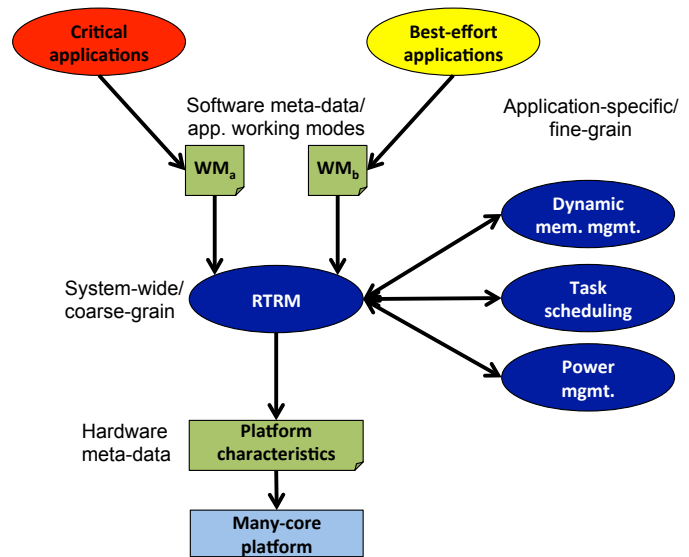 Critical
applications
Best-effort
applications
Software meta-data/
app. working modes
Application-specific/
fine-grain
WMa
WMb
Dynamic
mem. mgmt.
System-wide/
coarse-grain
RTRM
Task
scheduling
Power
mgmt.
Hardware
meta-data
Platform
characteristics
Many-core
platform